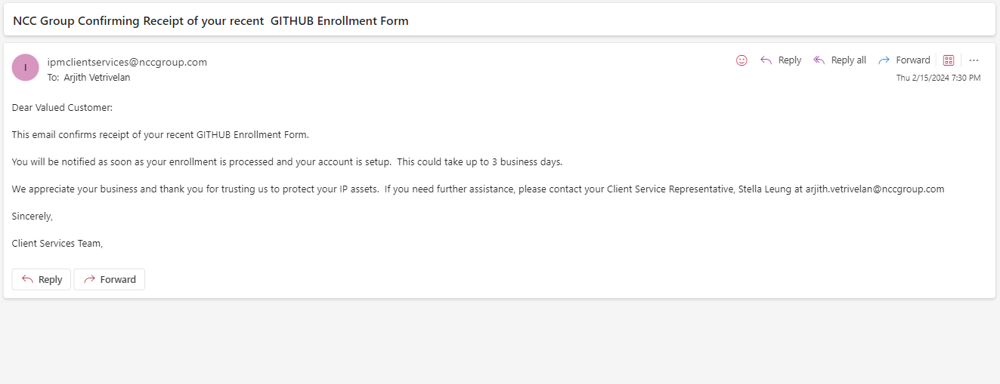 NCC Group Confirming Receipt of your recent  GITHUB Enrollment Form
I
ipmclientservices@nccgroup.com
To: Arjith Vetrivelan
Reply
Reply all
Forward
Thu 2/15/2024 7:30 PM
Dear Valued Customer:
This email confirms receipt of your recent GITHUB Enrollment Form.
You will be notified as soon as your enrollment is processed and your account is setup.  This could take up to 3 business days.
We appreciate your business and thank you for trusting us to protect your IP assets.  If you need further assistance, please contact your Client Service Representative, Stella Leung at arjith.vetrivelan@nccgroup.com
Sincerely,
Client Services Team,
Reply
Forward